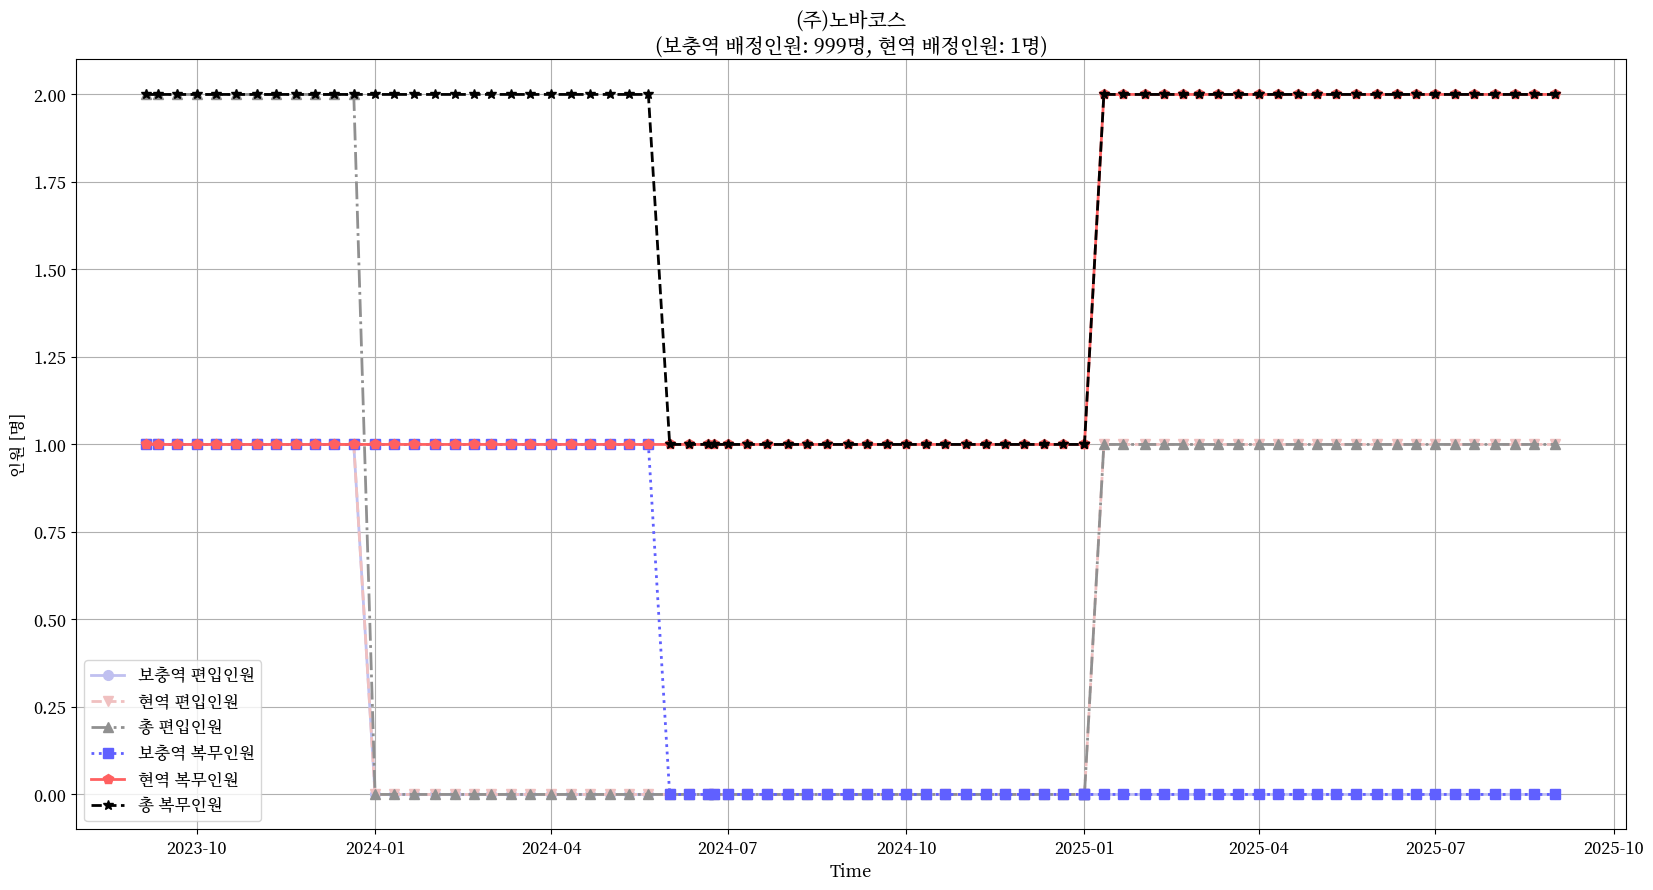 (주)노바코스
(보충역 배정인원: 999명, 현역 배정인원: 1명)
인원 [명]
2.00
1.75
1.50
1.25
1.00
0.75
0.50
0.25
0.00
보충역 편입인원
현역 편입인원
총 편입인원
보충역 복무인원
현역 복무인원
총 복무인원
2023-10
2024-01
2024-04
2024-07
2024-10
2025-01
2025-04
2025-07
2025-10
Time